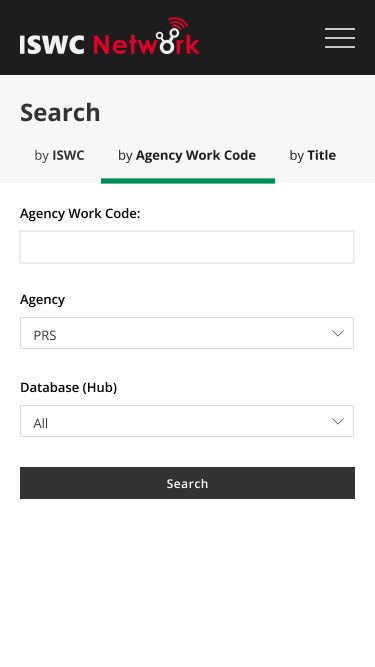 ISWC Network
Search
by ISWC by Agency Work Code by Title
Agency Work Code:
Agency
PRS
Database (Hub)
All
Search